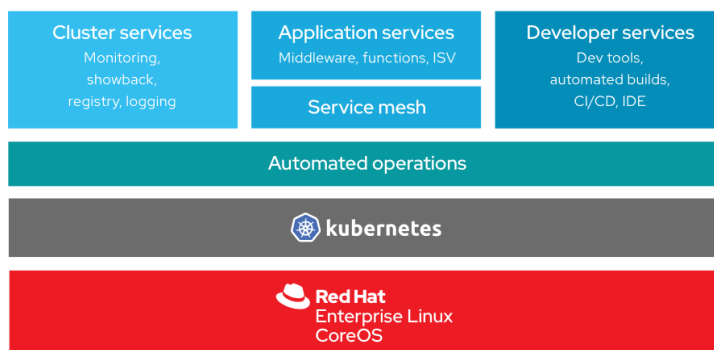 Cluster services
Monitoring,
showback,
registry, logging
Application services
Middleware, functions, ISV
Service mesh
Developer services
Dev tools,
automated builds,
CI/CD, IDE
Automated operations
kubernetes
Red Hat
Enterprise Linux
CoreOS